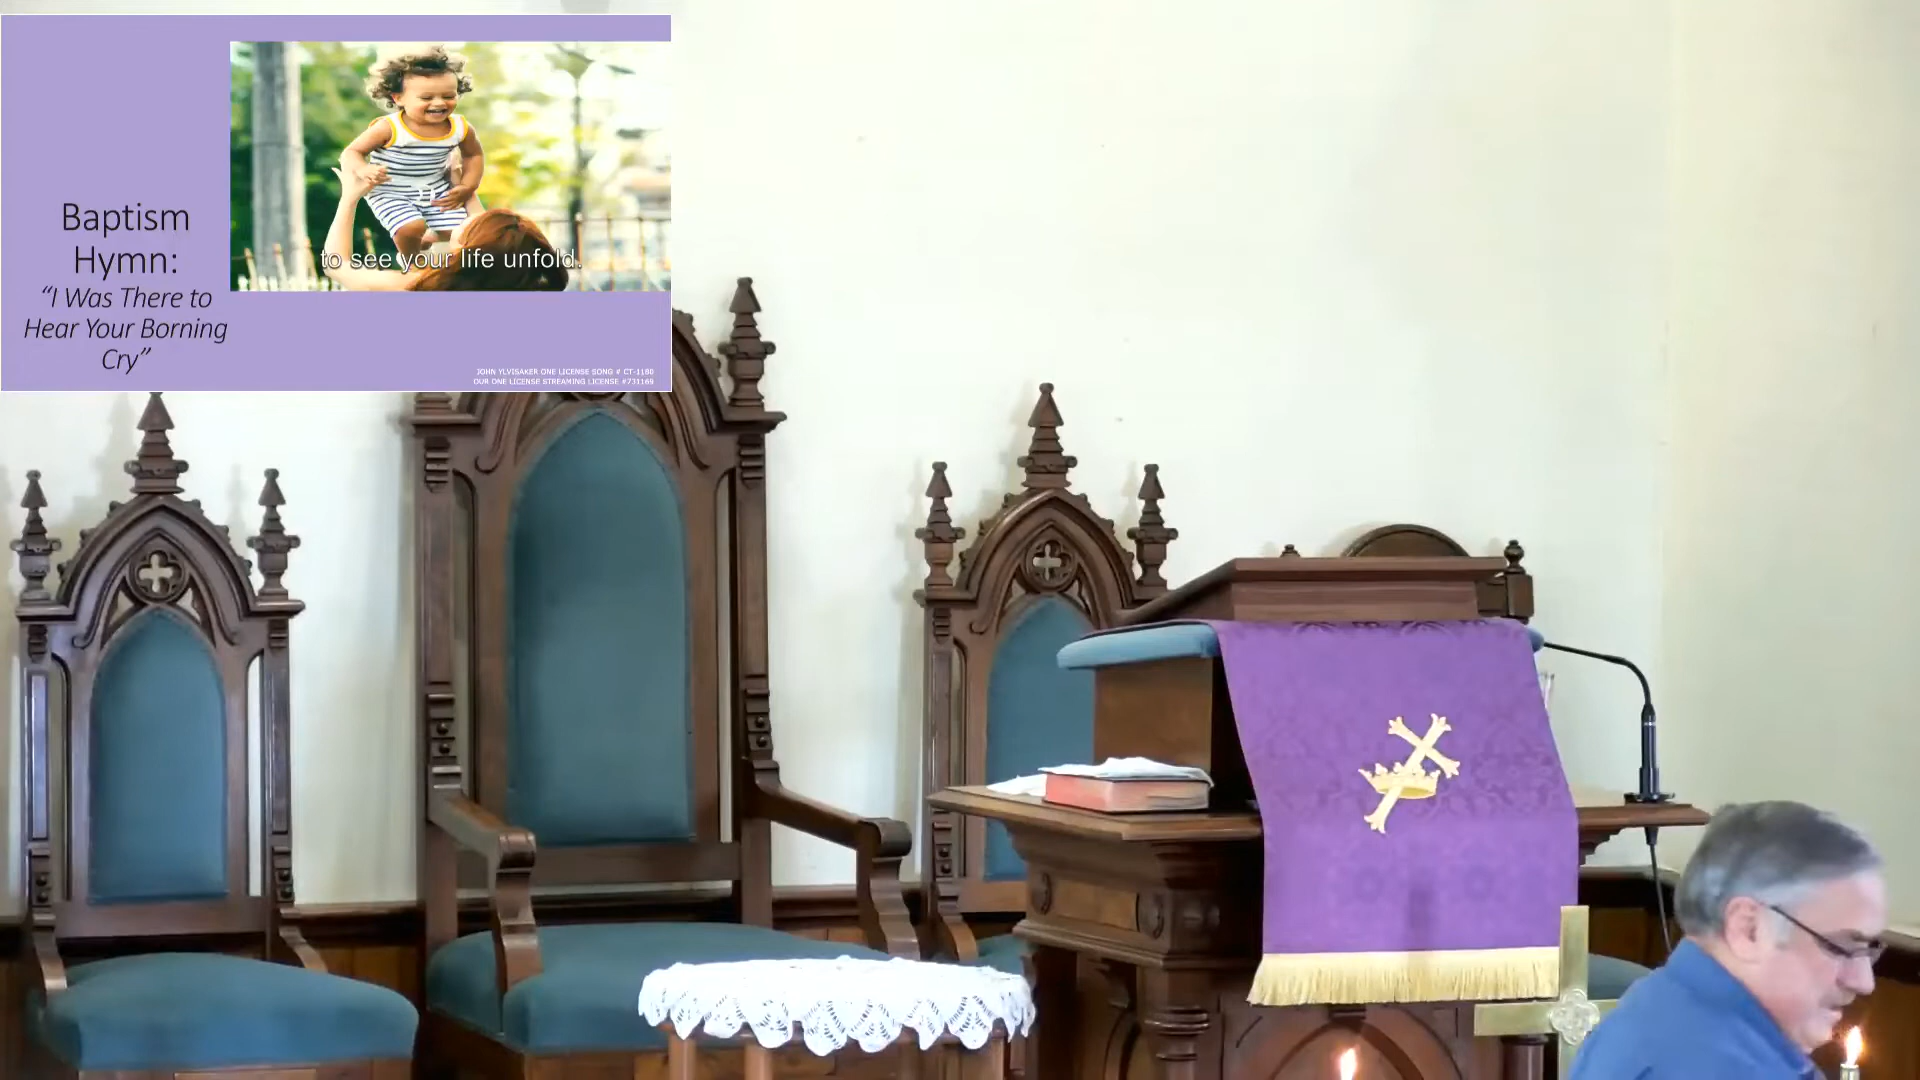 Baptism
Hymn:
“I Was There to
Hear Your Borning
Cry”
to see your life unfold.
JOHN YLVISAKER ONE LICENSE SONG # CT-1180
OUR ONE LICENSE STREAMING LICENSE #731169